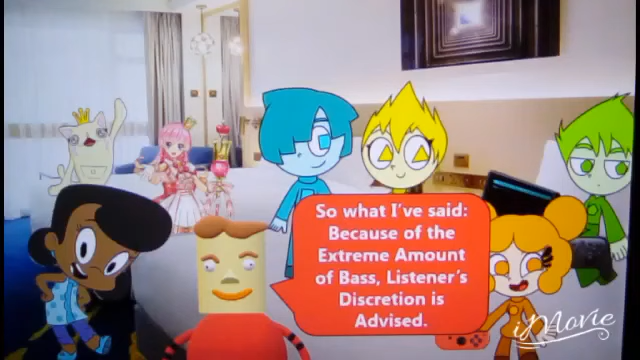 So what I've said:
Because of the
Extreme Amount
of Bass, Listener's
Discretion is
Advised.
iMovie